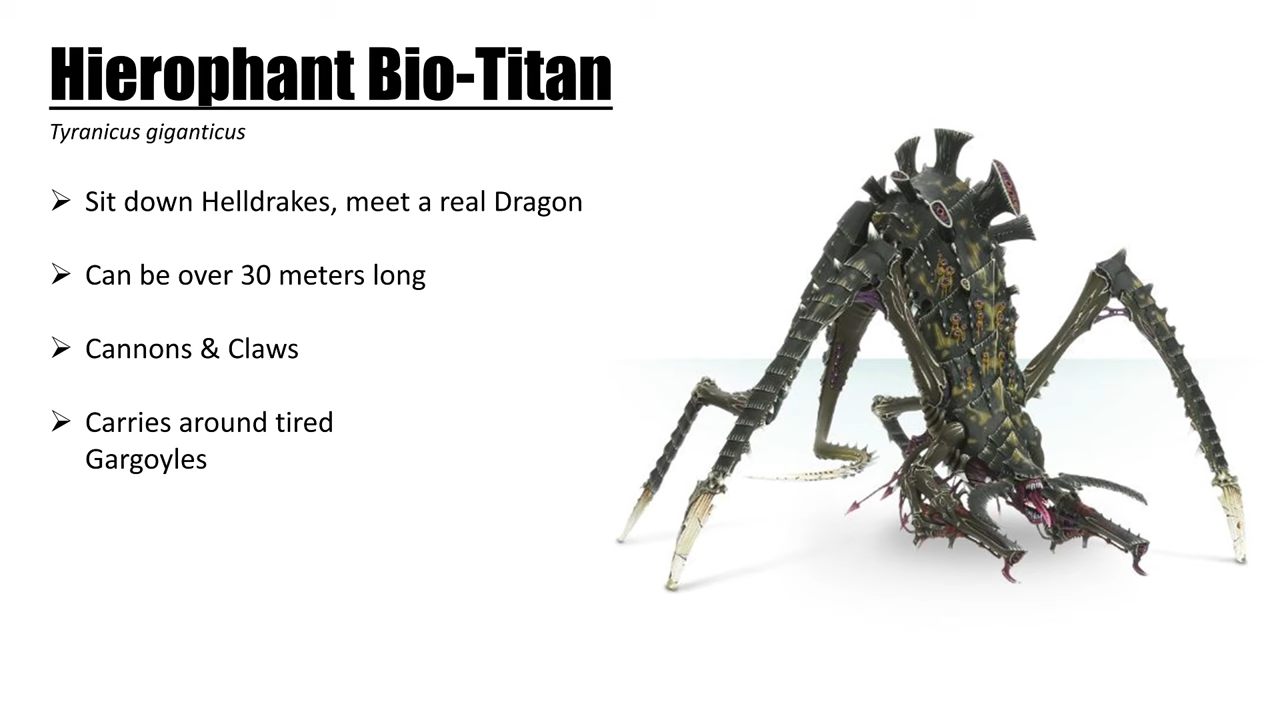 Hierophant Bio-Titan
Tyranicus giganticus
➢ Sit down Helldrakes, meet a real Dragon
➢ Can be over 30 meters long
➢ Cannons & Claws
➢ Carries around tired
Gargoyles